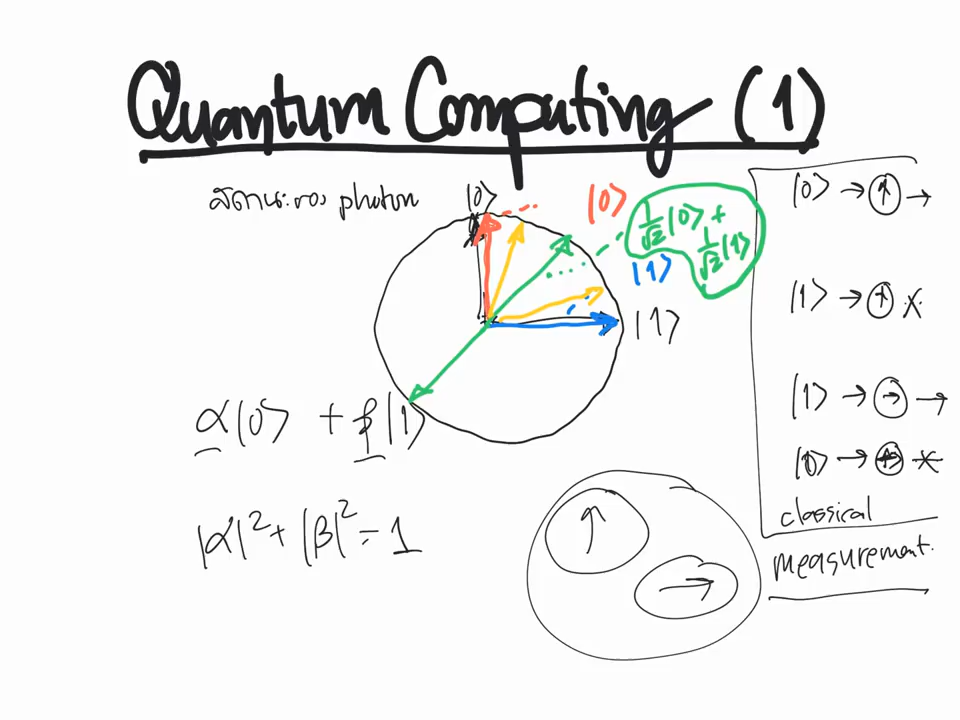 Quantum Computing (1)
สถานะของ photon
|0⟩
|0⟩
1/√2 |0⟩ + 1/√2 |1⟩
|1⟩
|1⟩
α|0⟩ + β|1⟩
|α|² + |β|² = 1
|0⟩ → ↑ →
|1⟩ → ↑ ×
|1⟩ → → →
|0⟩ → →
classical
measurement.
↑
→